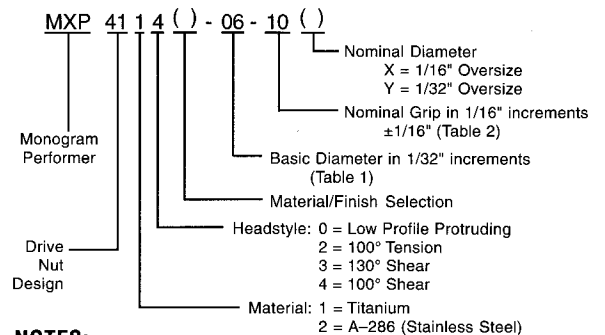 MXP 41 1 4 ( ) - 06 - 10 ( )
Nominal Diameter
X = 1/16" Oversize
Y = 1/32" Oversize
Nominal Grip in 1/16" increments
±1/16" (Table 2)
Monogram
Performer
Basic Diameter in 1/32" increments
(Table 1)
Material/Finish Selection
Headstyle: 0 = Low Profile Protruding
2 = 100° Tension
3 = 130° Shear
4 = 100° Shear
Drive
Nut
Design
Material: 1 = Titanium
2 = A–286 (Stainless Steel)
NOTES: